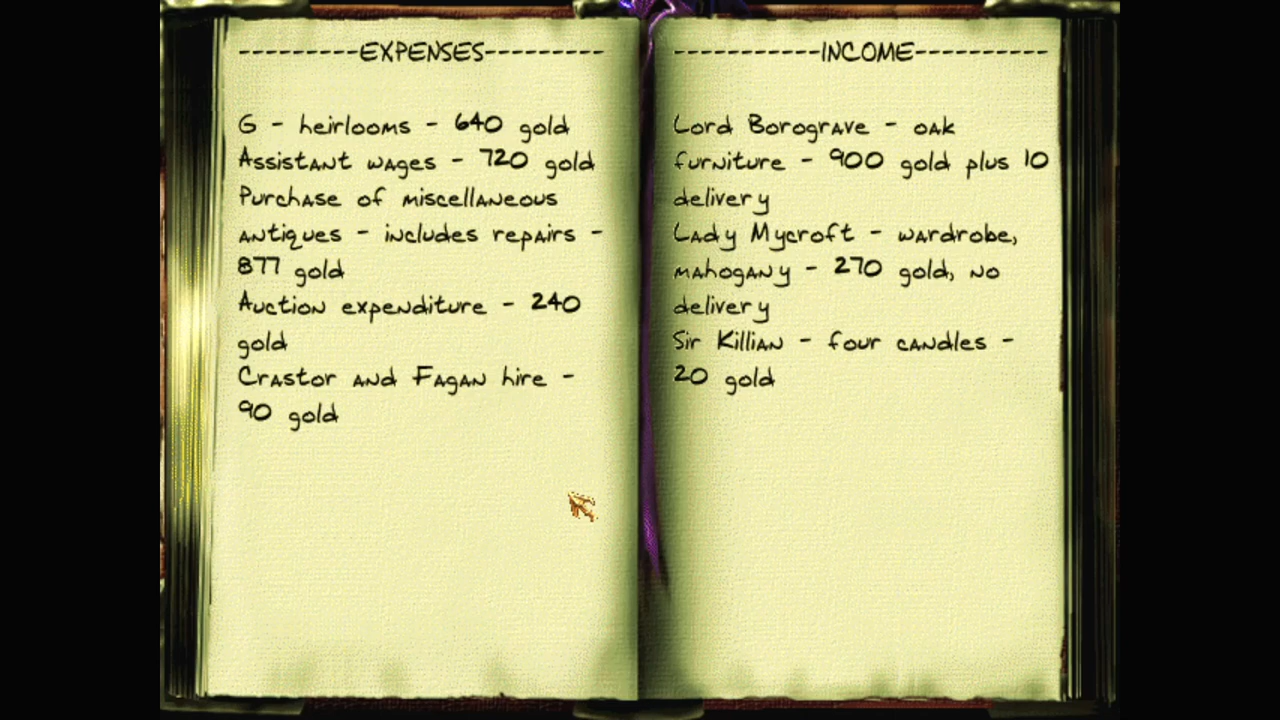 ---------EXPENSES---------
G - heirlooms - 640 gold
Assistant wages - 720 gold
Purchase of miscellaneous
antiques - includes repairs -
877 gold
Auction expenditure - 240
gold
Crastor and Fagan hire -
90 gold
-----------INCOME----------
Lord Borograve - oak
furniture - 900 gold plus 10
delivery
Lady Mycroft - wardrobe,
mahogany - 270 gold, no
delivery
Sir Killian - four candles -
20 gold